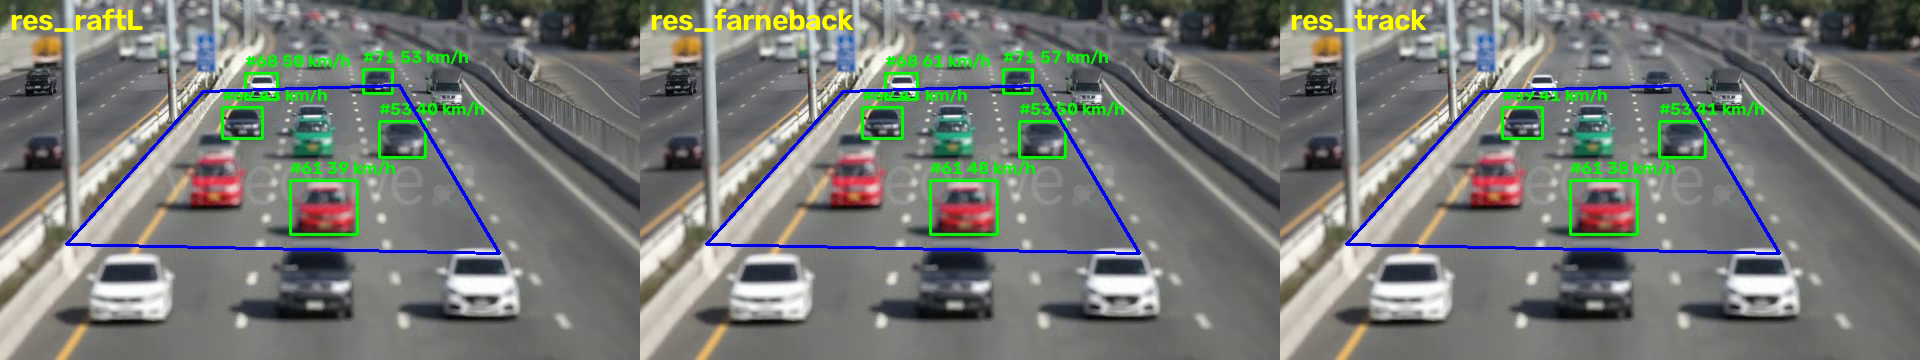 res_raftL
#68 50 km/h
#71 53 km/h
km/h
#53 40 km/h
#61 39 km/h
res_farneback
#68 61 km/h
#71 57 km/h
km/h
#53 50 km/h
#61 48 km/h
res_track
41 km/h
#53 41 km/h
#61 38 km/h